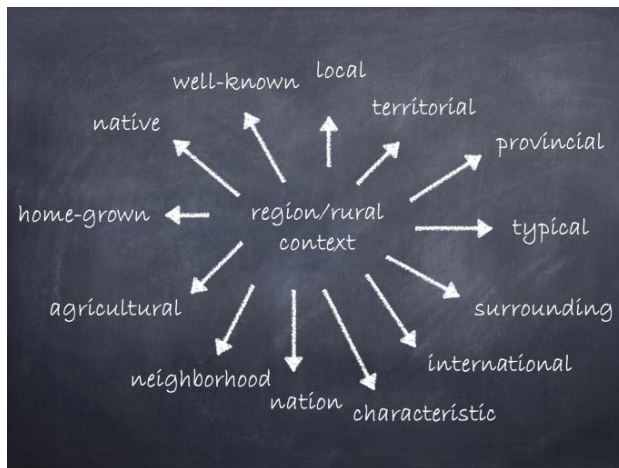 local
well-known
territorial
native
provincial
home-grown
region/rural
context
typical
agricultural
surrounding
neighborhood
international
nation
characteristic